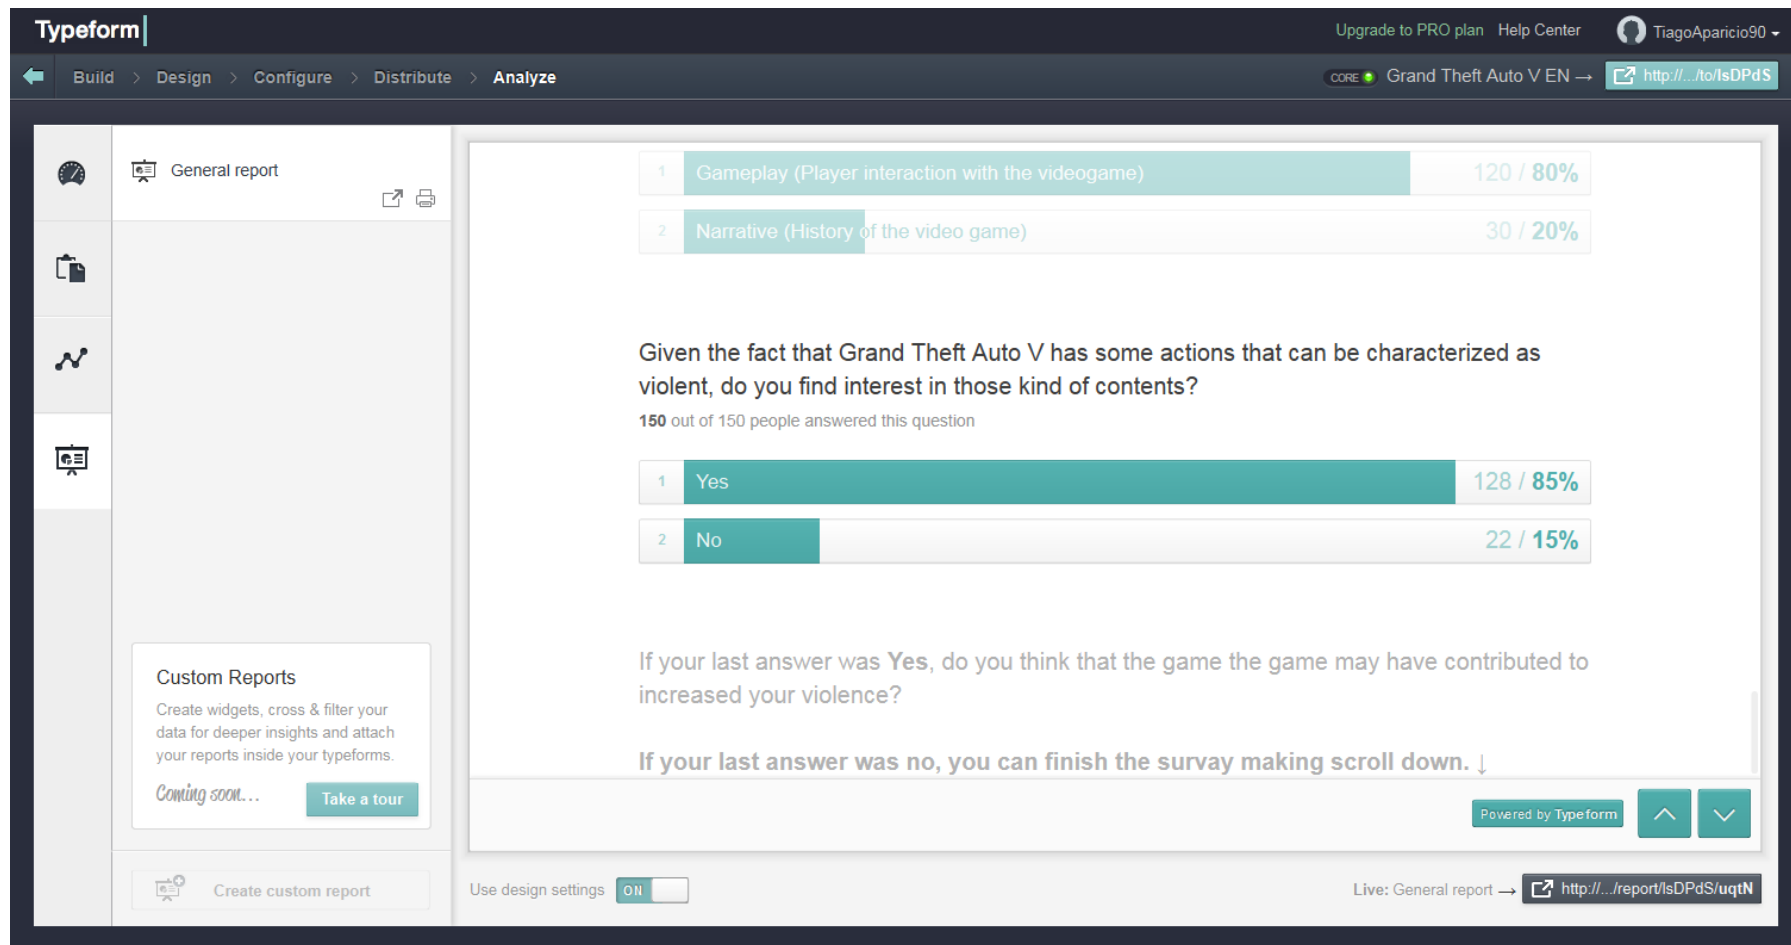 Typeform
Upgrade to PRO plan Help Center TiagoAparicio90
Build > Design > Configure > Distribute > Analyze
CORE Grand Theft Auto V EN → http://.../to/IsDPdS
General report
1 Gameplay (Player interaction with the videogame) 120 / 80%
2 Narrative (History of the video game) 30 / 20%
Given the fact that Grand Theft Auto V has some actions that can be characterized as
violent, do you find interest in those kind of contents?
150 out of 150 people answered this question
1 Yes 128 / 85%
2 No 22 / 15%
If your last answer was Yes, do you think that the game the game may have contributed to
increased your violence?
If your last answer was no, you can finish the survay making scroll down. ↓
Custom Reports
Create widgets, cross & filter your
data for deeper insights and attach
your reports inside your typeforms.
Coming soon...
Take a tour
Powered by Typeform
Create custom report
Use design settings ON
Live: General report → http://.../report/IsDPdS/uqtN